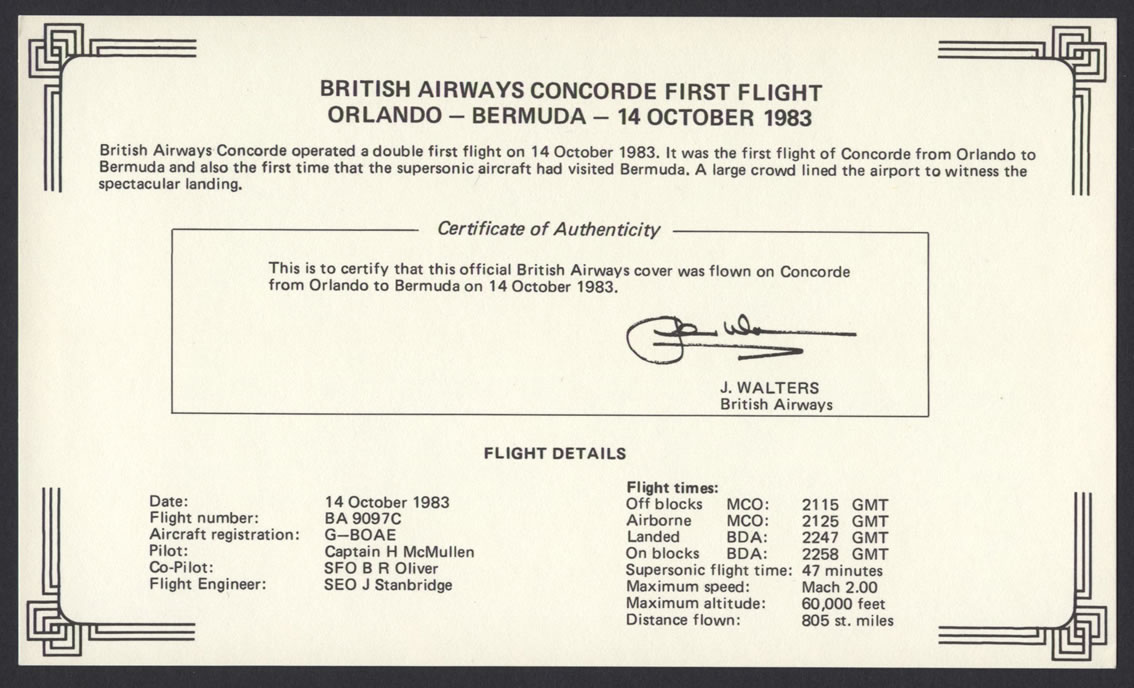 BRITISH AIRWAYS CONCORDE FIRST FLIGHT
ORLANDO – BERMUDA – 14 OCTOBER 1983
British Airways Concorde operated a double first flight on 14 October 1983. It was the first flight of Concorde from Orlando to
Bermuda and also the first time that the supersonic aircraft had visited Bermuda. A large crowd lined the airport to witness the
spectacular landing.
Certificate of Authenticity
This is to certify that this official British Airways cover was flown on Concorde
from Orlando to Bermuda on 14 October 1983.
J. WALTERS
British Airways
FLIGHT DETAILS
Date: 14 October 1983
Flight number: BA 9097C
Aircraft registration: G–BOAE
Pilot: Captain H McMullen
Co-Pilot: SFO B R Oliver
Flight Engineer: SEO J Stanbridge
Flight times:
Off blocks MCO: 2115 GMT
Airborne MCO: 2125 GMT
Landed BDA: 2247 GMT
On blocks BDA: 2258 GMT
Supersonic flight time: 47 minutes
Maximum speed: Mach 2.00
Maximum altitude: 60,000 feet
Distance flown: 805 st. miles